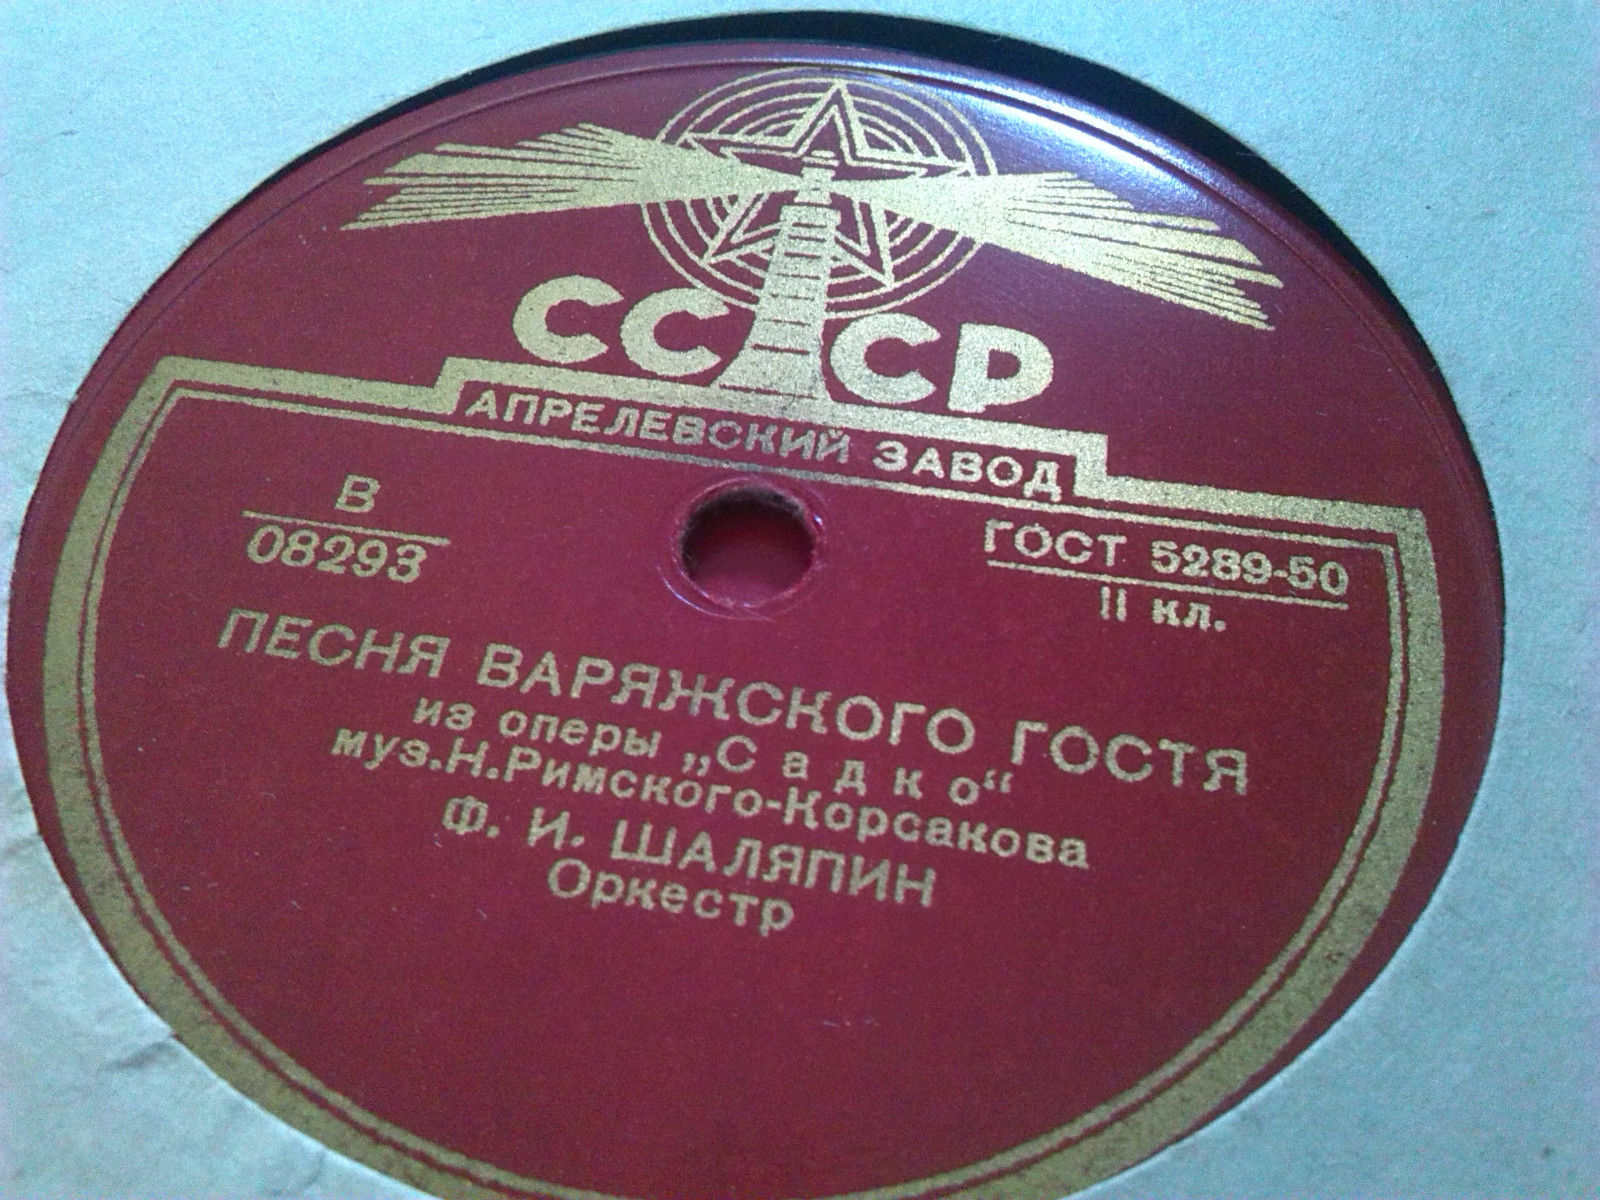 СССР
АПРЕЛЕВСКИЙ ЗАВОД
В
08293
ГОСТ 5289-50
II кл.
ПЕСНЯ ВАРЯЖСКОГО ГОСТЯ
из оперы „Садко“
муз.Н.Римского-Корсакова
Ф. И. ШАЛЯПИН
Оркестр